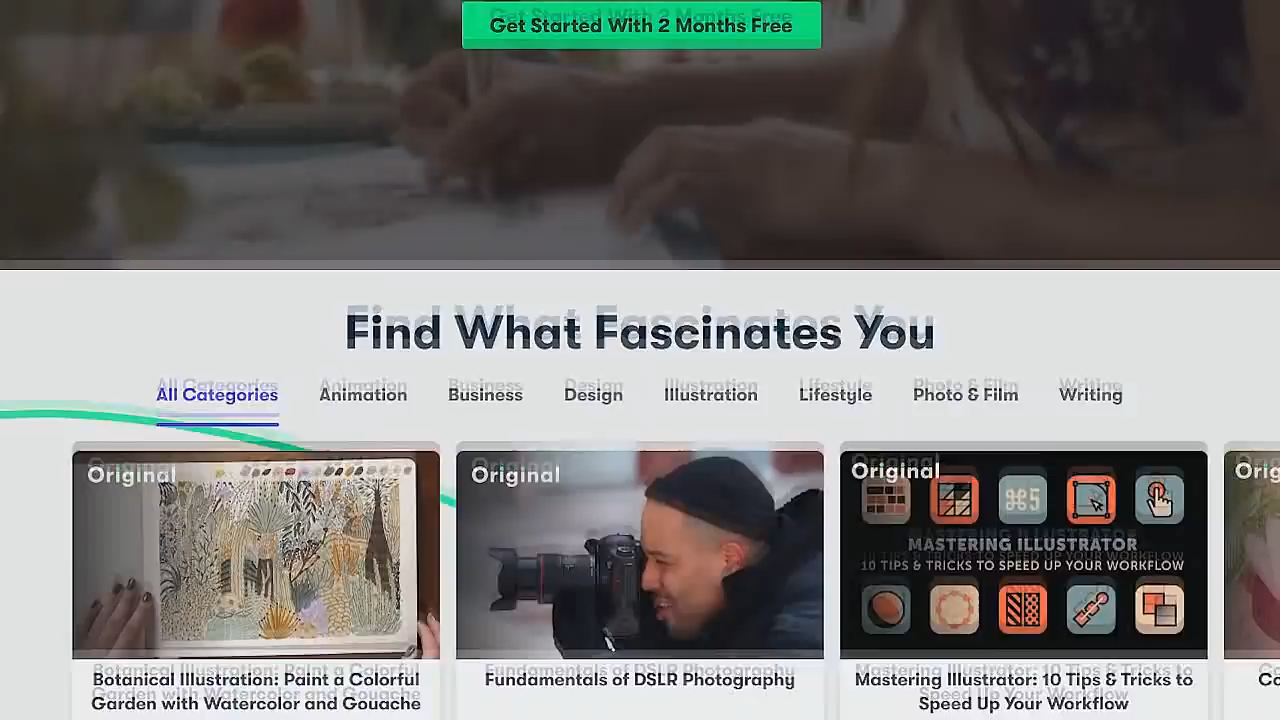 Get Started With 2 Months Free
Find What Fascinates You
All Categories Animation Business Design Illustration Lifestyle Photo & Film Writing
Original Original Original
⌘5
MASTERING ILLUSTRATOR
10 TIPS & TRICKS TO SPEED UP YOUR WORKFLOW
Botanical Illustration: Paint a Colorful
Garden with Watercolor and Gouache
Fundamentals of DSLR Photography
Mastering Illustrator: 10 Tips & Tricks to
Speed Up Your Workflow